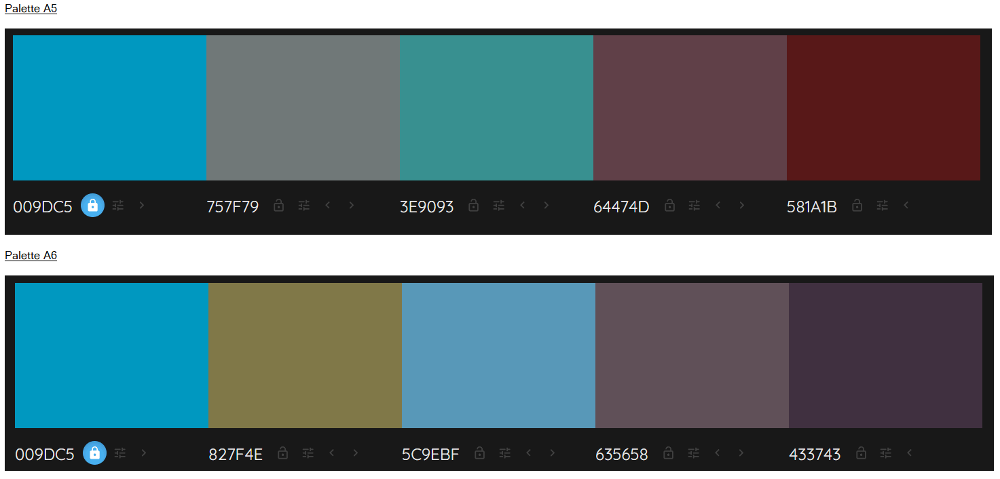 Palette A5
009DC5 757F79 3E9093 64474D 581A1B
Palette A6
009DC5 827F4E 5C9EBF 635658 433743